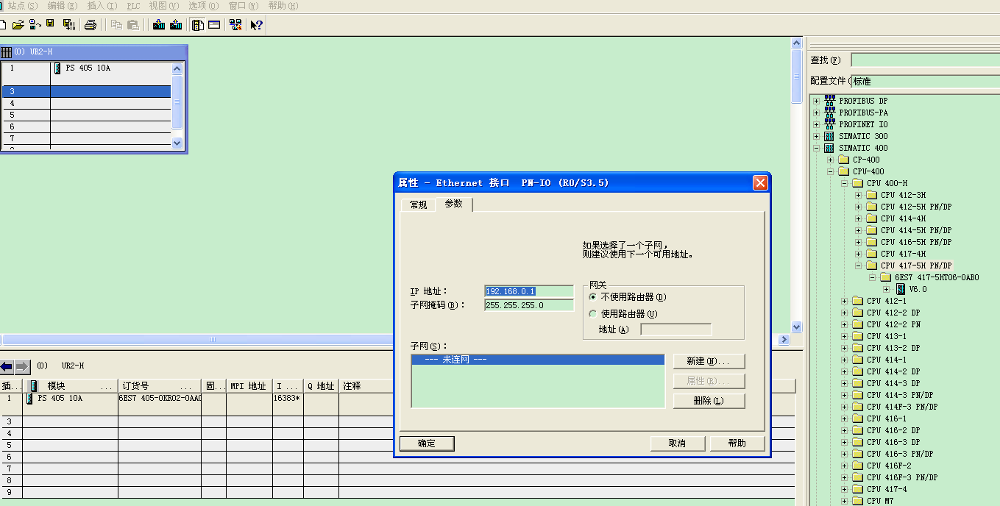 站点(S) 编辑(E) 插入(I) PLC 视图(V) 选项(O) 窗口(W) 帮助(H)
(0) UR2-H
1 PS 405 10A
3
4
5
6
7
查找(F)
配置文件( 标准
PROFIBUS DP
PROFIBUS-PA
PROFINET IO
SIMATIC 300
SIMATIC 400
CP-400
CPU-400
CPU 400-H
CPU 412-3H
CPU 412-5H PN/DP
CPU 414-4H
CPU 414-5H PN/DP
CPU 416-5H PN/DP
CPU 417-4H
CPU 417-5H PN/DP
6ES7 417-5HT06-0AB0
V6.0
CPU 412-1
CPU 412-2 DP
CPU 412-2 PN
CPU 413-1
CPU 413-2 DP
CPU 414-1
CPU 414-2 DP
CPU 414-3 DP
CPU 414-3 PN/DP
CPU 414F-3 PN/DP
CPU 416-1
CPU 416-2 DP
CPU 416-3 DP
CPU 416-3 PN/DP
CPU 416F-2
CPU 416F-3 PN/DP
CPU 417-4
CPU M7
属性 - Ethernet 接口 PN-IO (R0/S3.5)
常规 参数
如果选择了一个子网，
则建议使用下一个可用地址。
IP 地址：
192.168.0.1
子网掩码(B)：
255.255.255.0
网关
不使用路由器(D)
使用路由器(U)
地址(A)
子网(S)：
--- 未连网 ---
新建(N)...
属性(R)...
删除(L)
确定 取消 帮助
(0) UR2-H
插.. 模块 ... 订货号 ... 固.. MPI 地址 I ... Q 地址 注释
1 PS 405 10A 6ES7 405-0KR02-0AA0 16383*
3
4
5
6
7
8
9